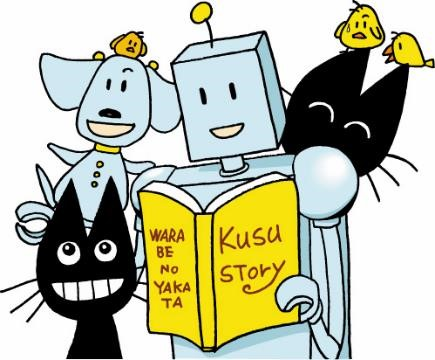 WARA
BE
NO
YAKA
TA
Kusu
Story